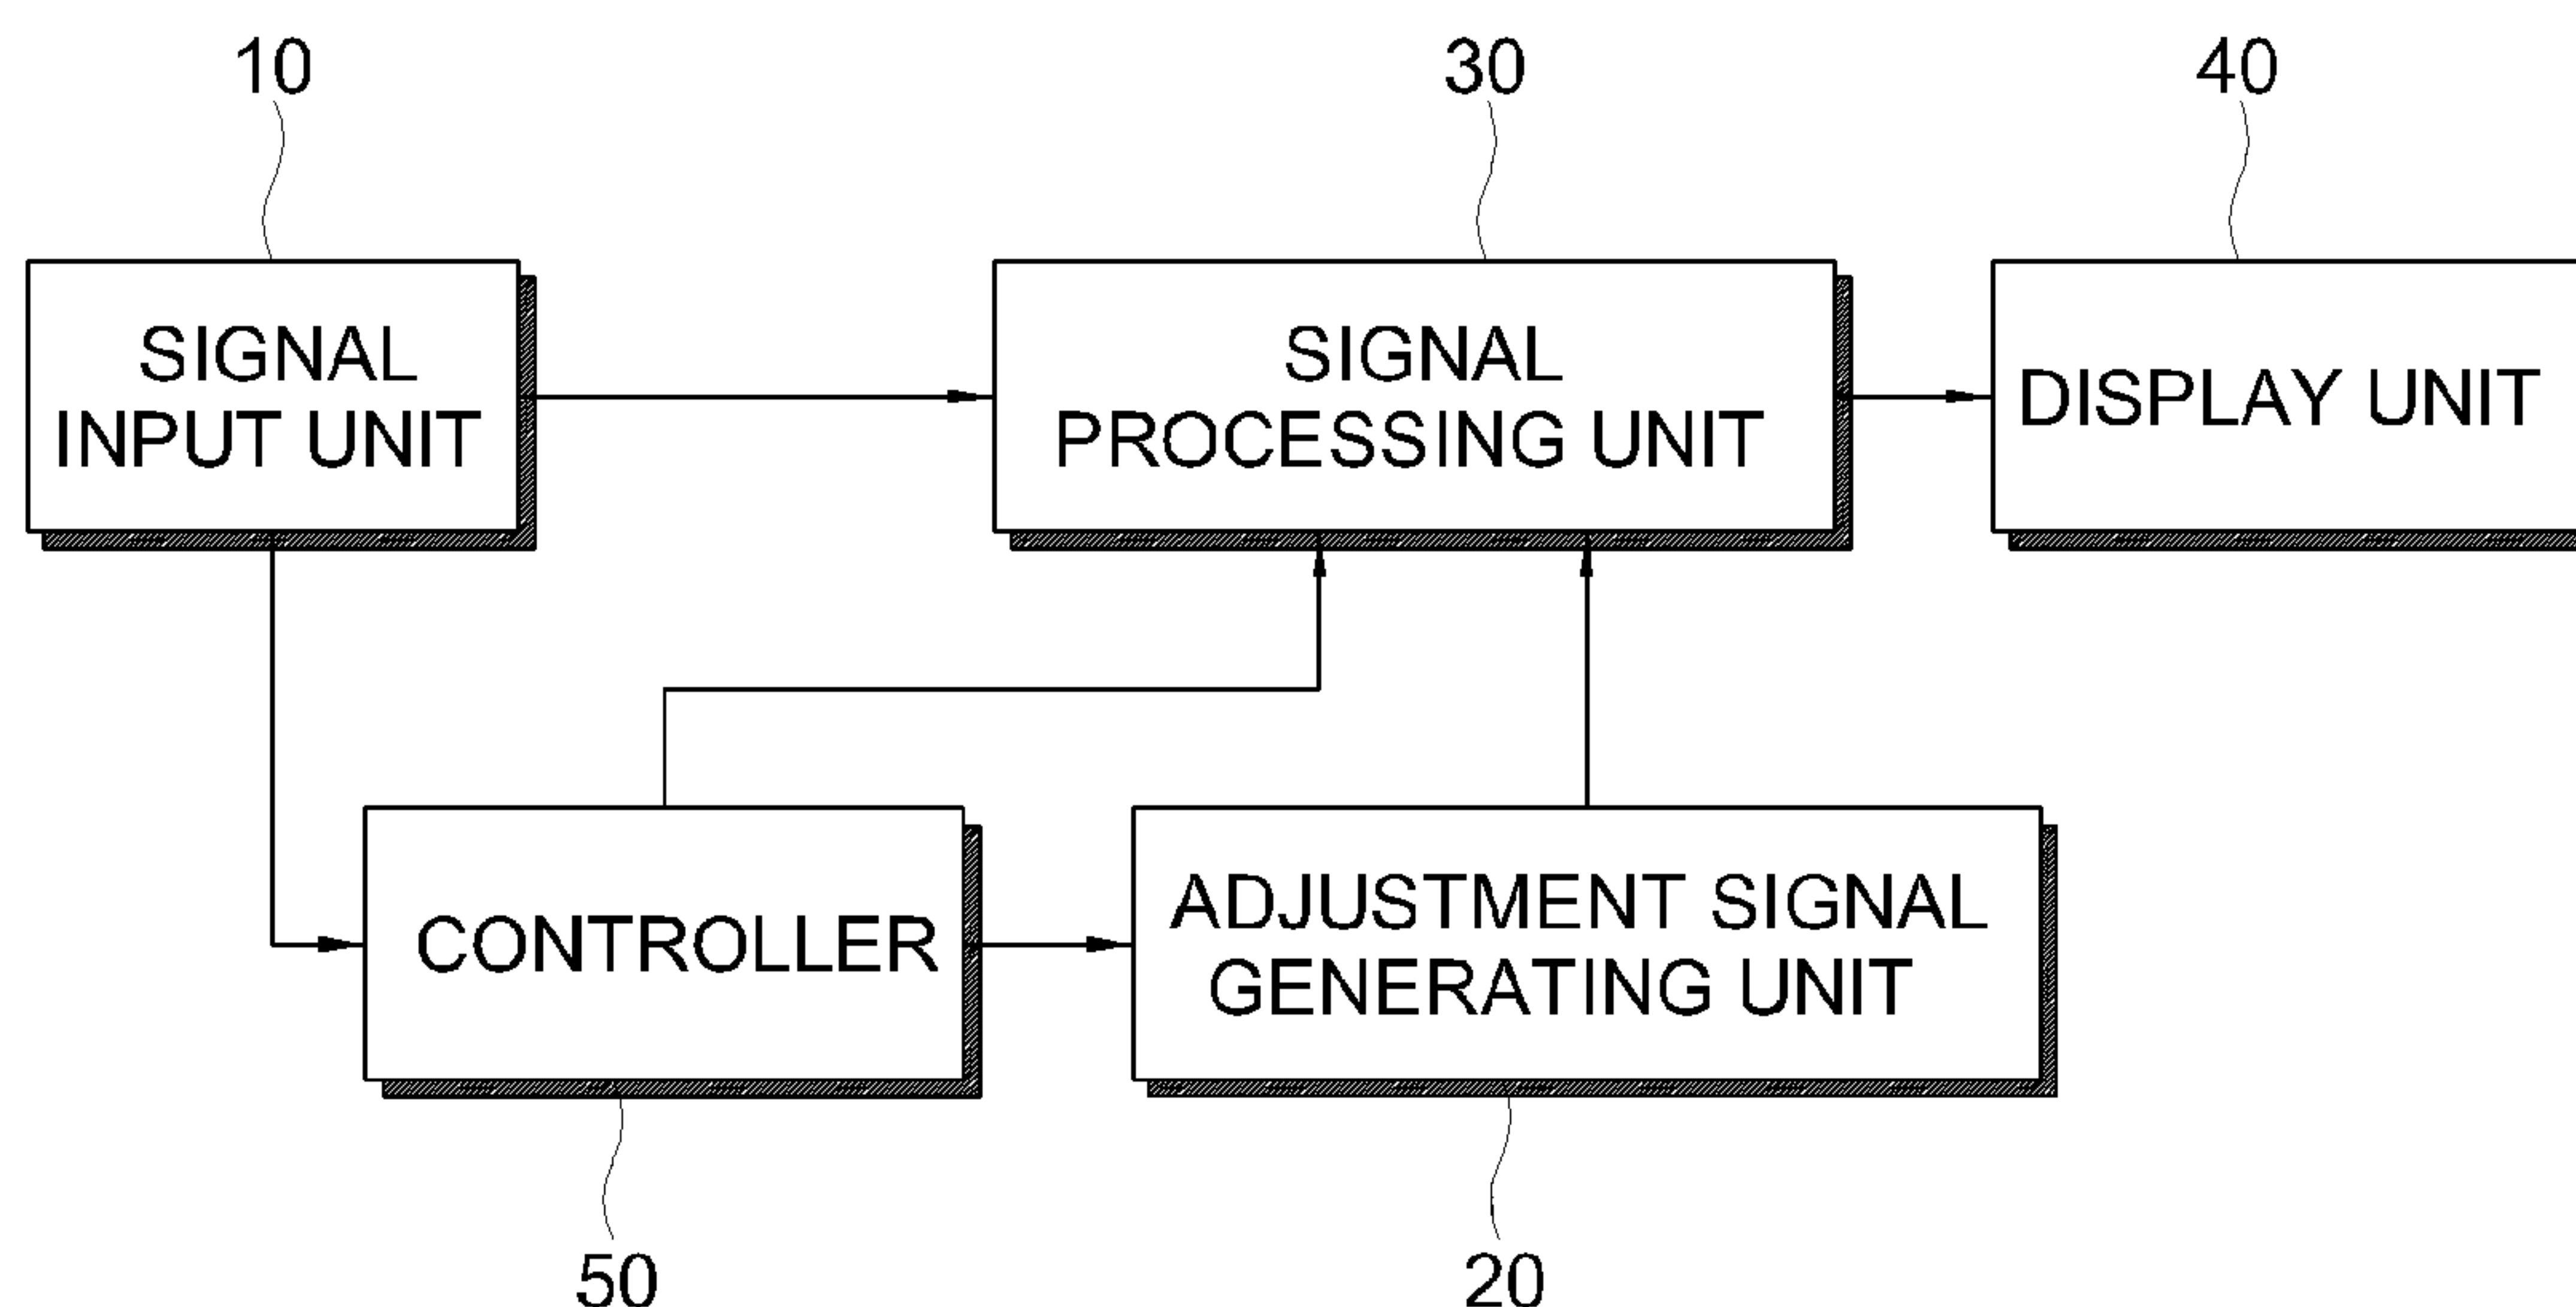 10
30
40
SIGNAL
INPUT UNIT
SIGNAL
PROCESSING UNIT
DISPLAY UNIT
CONTROLLER
ADJUSTMENT SIGNAL
GENERATING UNIT
50
20